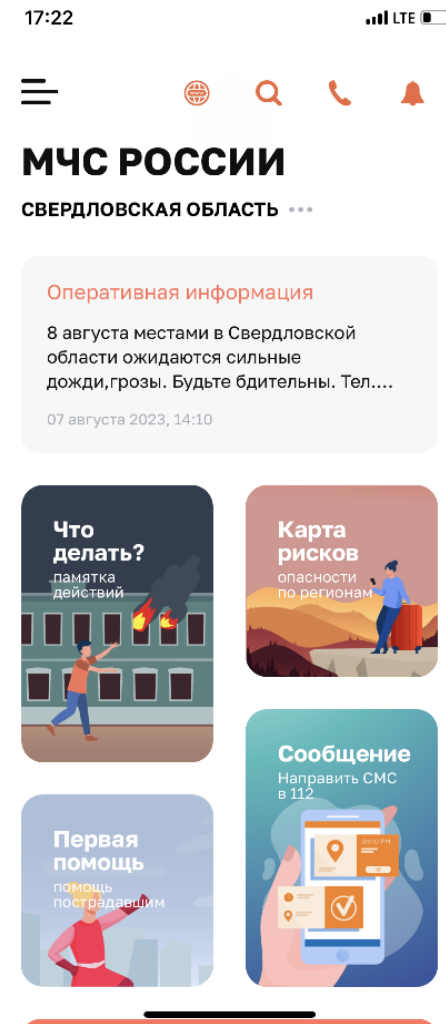 17:22
LTE
МЧС РОССИИ
СВЕРДЛОВСКАЯ ОБЛАСТЬ
Оперативная информация
8 августа местами в Свердловской
области ожидаются сильные
дожди,грозы. Будьте бдительны. Тел....
07 августа 2023, 14:10
Что
делать?
памятка
действий
Карта
рисков
опасности
по регионам
Сообщение
Направить СМС
в 112
Первая
помощь
помощь
пострадавшим